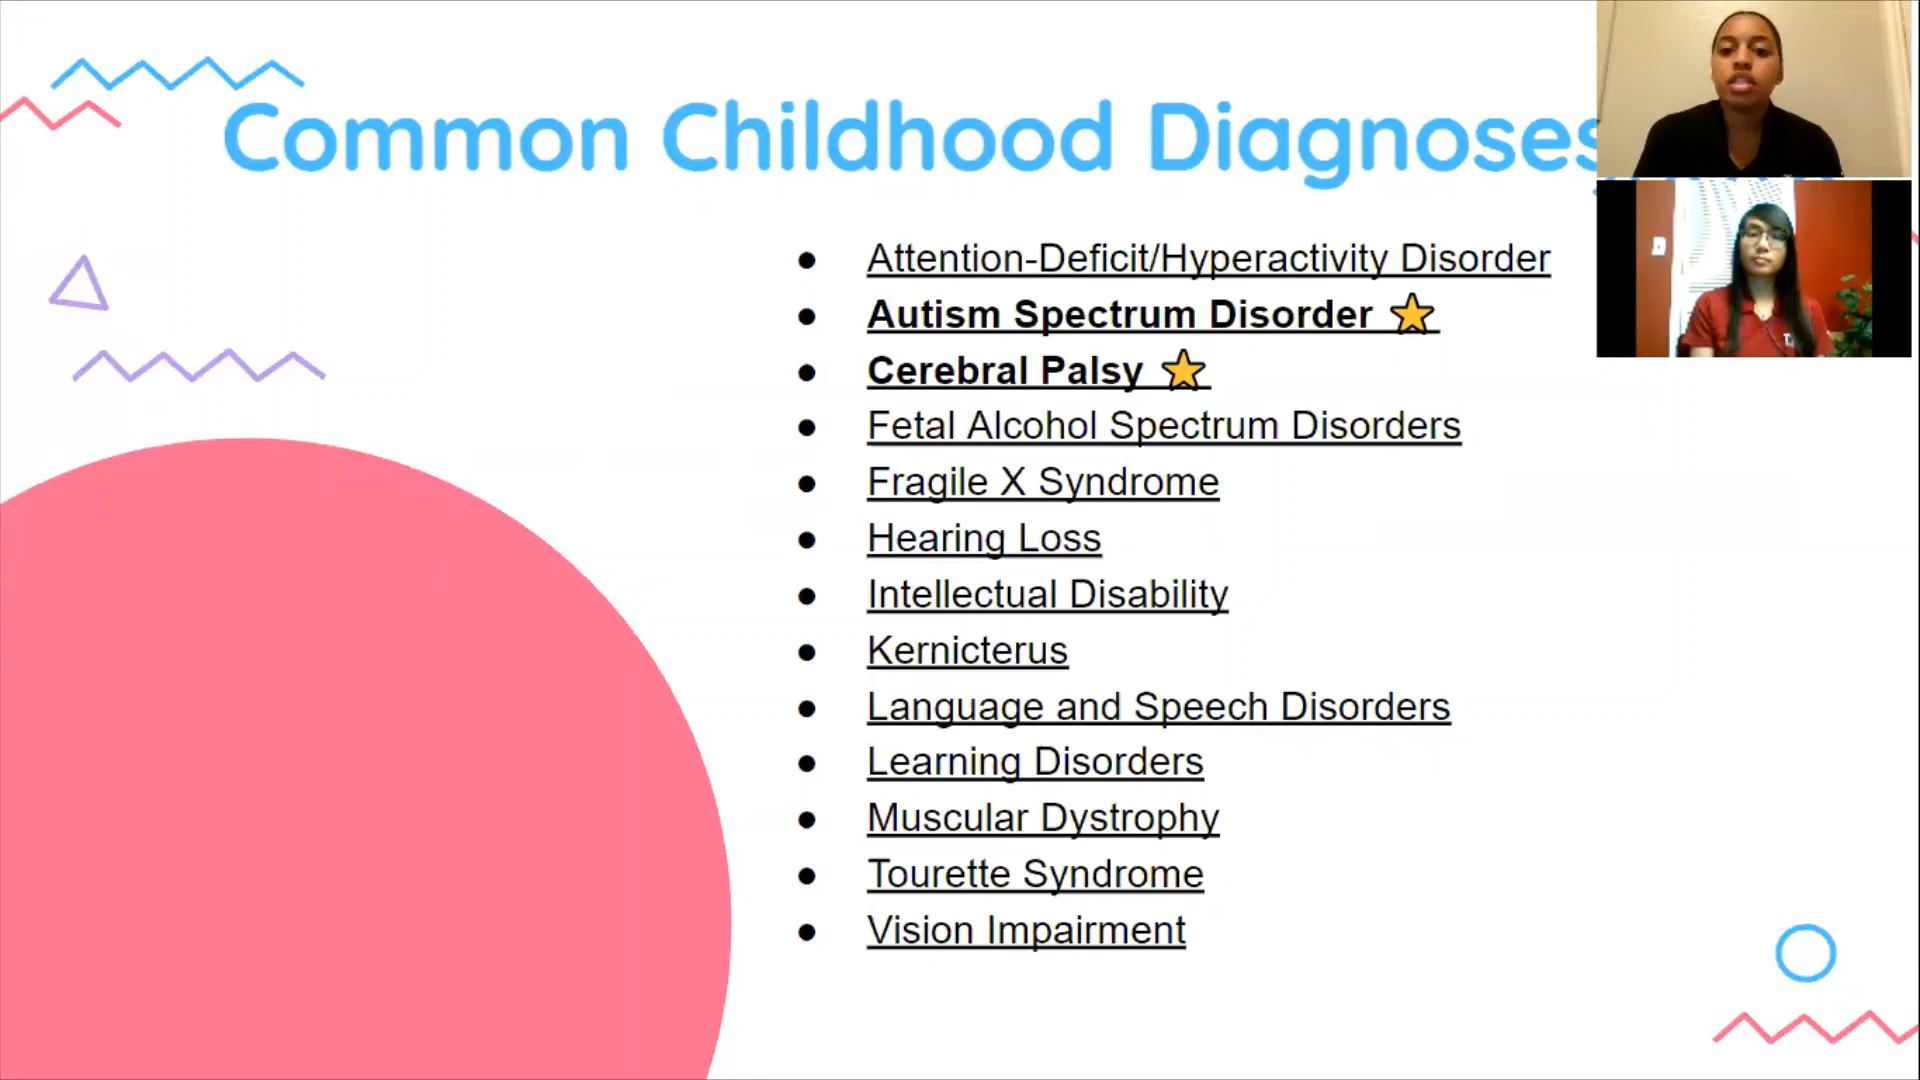 Common Childhood Diagnoses
Attention-Deficit/Hyperactivity Disorder
Autism Spectrum Disorder
Cerebral Palsy
Fetal Alcohol Spectrum Disorders
Fragile X Syndrome
Hearing Loss
Intellectual Disability
Kernicterus
Language and Speech Disorders
Learning Disorders
Muscular Dystrophy
Tourette Syndrome
Vision Impairment